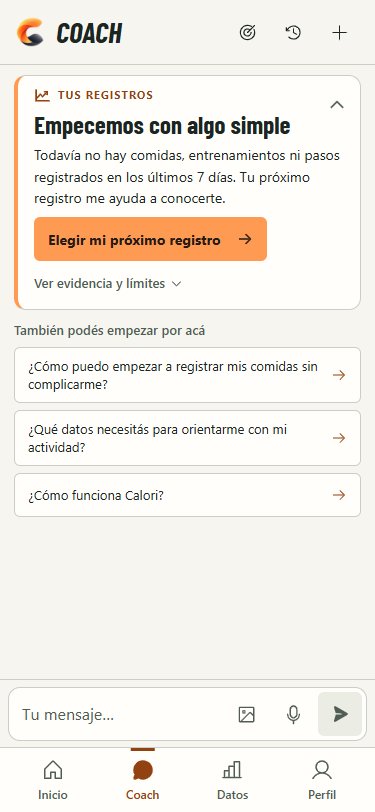 COACH
TUS REGISTROS
Empecemos con algo simple
Todavía no hay comidas, entrenamientos ni pasos
registrados en los últimos 7 días. Tu próximo
registro me ayuda a conocerte.
Elegir mi próximo registro
Ver evidencia y límites
También podés empezar por acá
¿Cómo puedo empezar a registrar mis comidas sin
complicarme?
¿Qué datos necesitás para orientarme con mi
actividad?
¿Cómo funciona Calori?
Tu mensaje...
Inicio
Coach
Datos
Perfil